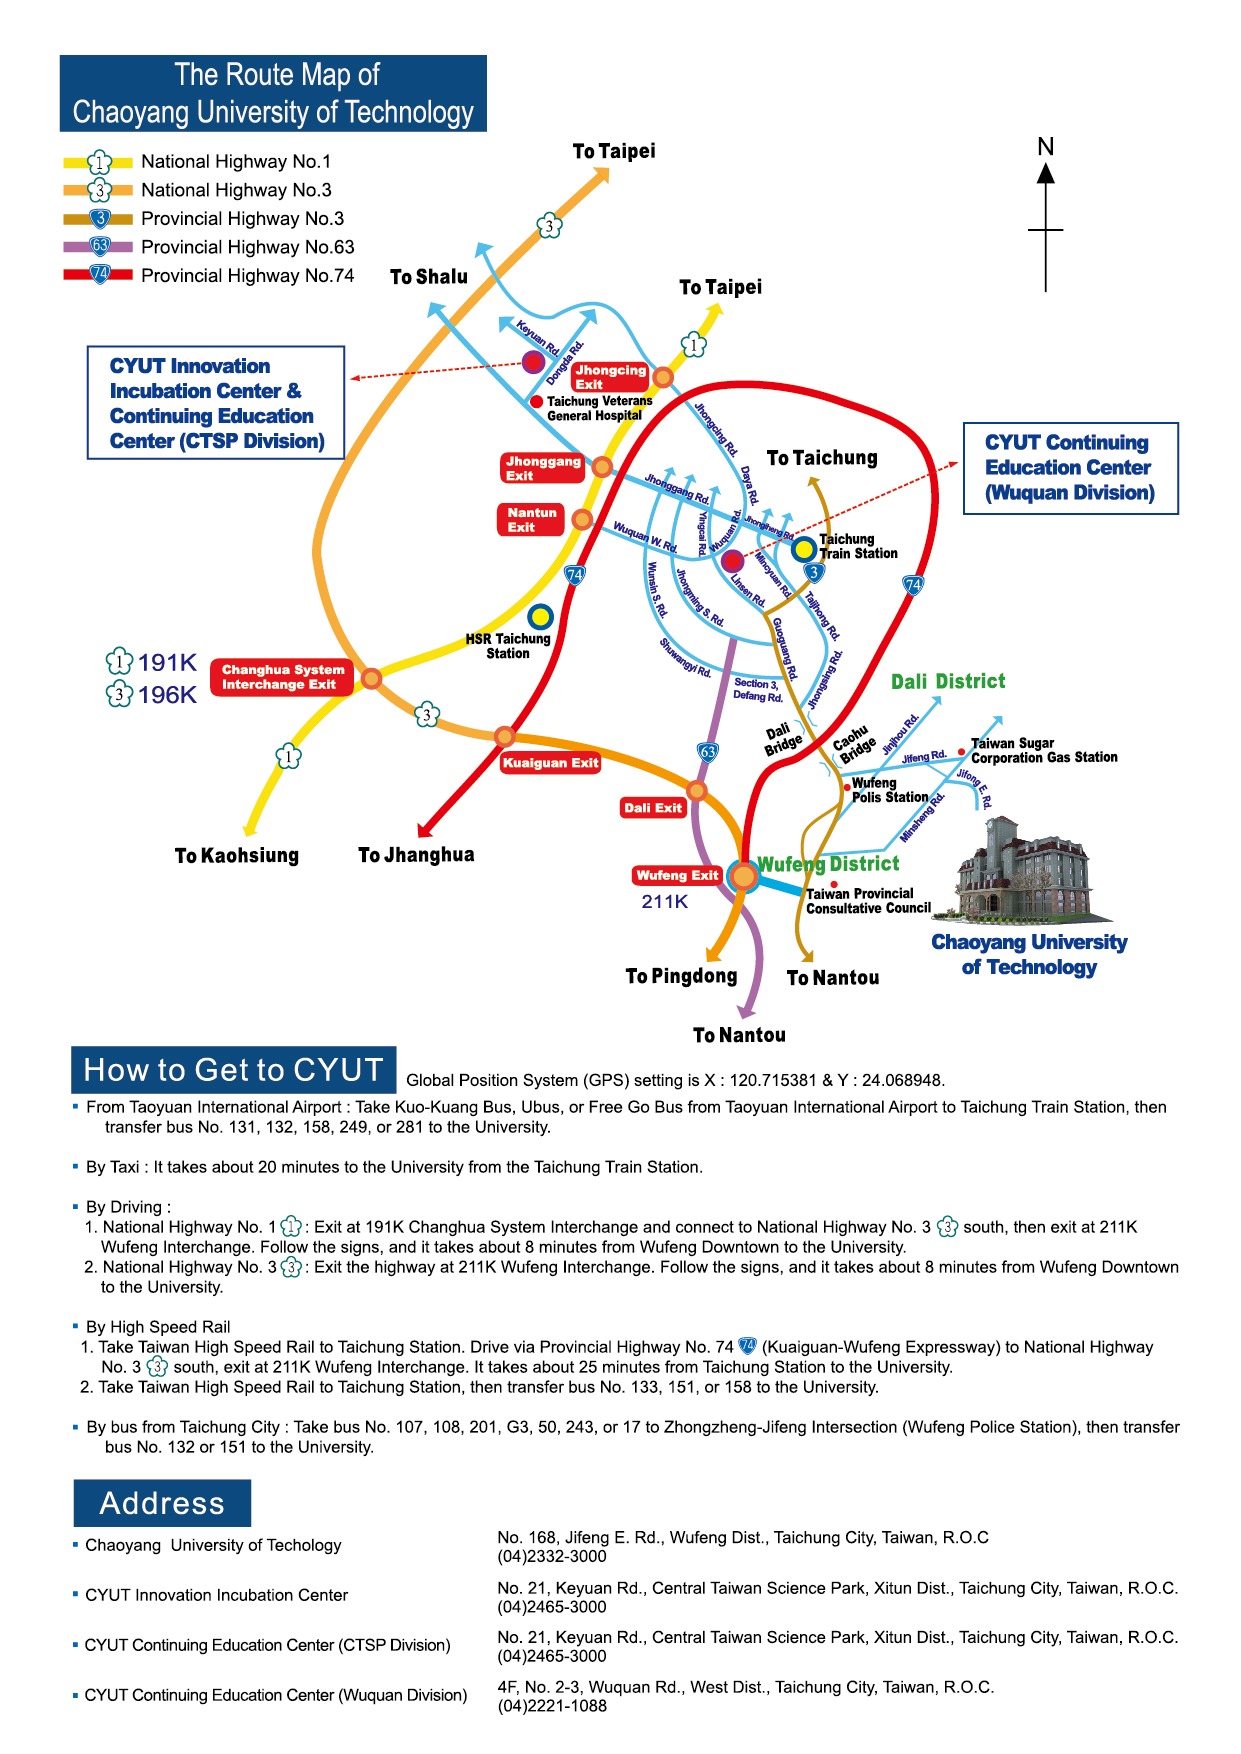 The Route Map of
Chaoyang University of Technology
1 National Highway No.1
3 National Highway No.3
3 Provincial Highway No.3
63 Provincial Highway No.63
74 Provincial Highway No.74
To Taipei
N
3
To Shalu
To Taipei
1
Keyuan Rd.
Dongda Rd.
CYUT Innovation
Incubation Center &
Continuing Education
Center (CTSP Division)
Jhongcing
Exit
Taichung Veterans
General Hospital
Jhongcing Rd.
CYUT Continuing
Education Center
(Wuquan Division)
To Taichung
Jhonggang
Exit
Jhonggang Rd.
Daya Rd.
Nantun
Exit
Wuquan W. Rd.
Yingcai Rd.
Wuquan Rd.
Jhongjheng Rd.
Taichung
Train Station
3
74
74
Wunsin S. Rd.
Jhongming S. Rd.
Linsen Rd.
Mincyuan Rd.
Taijhong Rd.
HSR Taichung
Station
Guoguang Rd.
Shuwangyi Rd.
Section 3,
Defang Rd.
Jhongsing Rd.
1 191K
3 196K
Changhua System
Interchange Exit
Dali District
3
Dali
Bridge
Caohu
Bridge
Jinjhou Rd.
Jifeng Rd.
Taiwan Sugar
Corporation Gas Station
1
Kuaiguan Exit
63
Jifong E. Rd.
Wufeng
Polis Station
Dali Exit
Minsheng Rd.
To Kaohsiung
To Jhanghua
Wufeng District
Wufeng Exit
211K
Taiwan Provincial
Consultative Council
Chaoyang University
of Technology
To Pingdong
To Nantou
To Nantou
How to Get to CYUT
Global Position System (GPS) setting is X : 120.715381 & Y : 24.068948.
From Taoyuan International Airport : Take Kuo-Kuang Bus, Ubus, or Free Go Bus from Taoyuan International Airport to Taichung Train Station, then
transfer bus No. 131, 132, 158, 249, or 281 to the University.
By Taxi : It takes about 20 minutes to the University from the Taichung Train Station.
By Driving :
1. National Highway No. 1 1 : Exit at 191K Changhua System Interchange and connect to National Highway No. 3 3 south, then exit at 211K
Wufeng Interchange. Follow the signs, and it takes about 8 minutes from Wufeng Downtown to the University.
2. National Highway No. 3 3 : Exit the highway at 211K Wufeng Interchange. Follow the signs, and it takes about 8 minutes from Wufeng Downtown
to the University.
By High Speed Rail
1. Take Taiwan High Speed Rail to Taichung Station. Drive via Provincial Highway No. 74 74 (Kuaiguan-Wufeng Expressway) to National Highway
No. 3 3 south, exit at 211K Wufeng Interchange. It takes about 25 minutes from Taichung Station to the University.
2. Take Taiwan High Speed Rail to Taichung Station, then transfer bus No. 133, 151, or 158 to the University.
By bus from Taichung City : Take bus No. 107, 108, 201, G3, 50, 243, or 17 to Zhongzheng-Jifeng Intersection (Wufeng Police Station), then transfer
bus No. 132 or 151 to the University.
Address
Chaoyang University of Techology
No. 168, Jifeng E. Rd., Wufeng Dist., Taichung City, Taiwan, R.O.C
(04)2332-3000
CYUT Innovation Incubation Center
No. 21, Keyuan Rd., Central Taiwan Science Park, Xitun Dist., Taichung City, Taiwan, R.O.C.
(04)2465-3000
CYUT Continuing Education Center (CTSP Division)
No. 21, Keyuan Rd., Central Taiwan Science Park, Xitun Dist., Taichung City, Taiwan, R.O.C.
(04)2465-3000
CYUT Continuing Education Center (Wuquan Division)
4F, No. 2-3, Wuquan Rd., West Dist., Taichung City, Taiwan, R.O.C.
(04)2221-1088